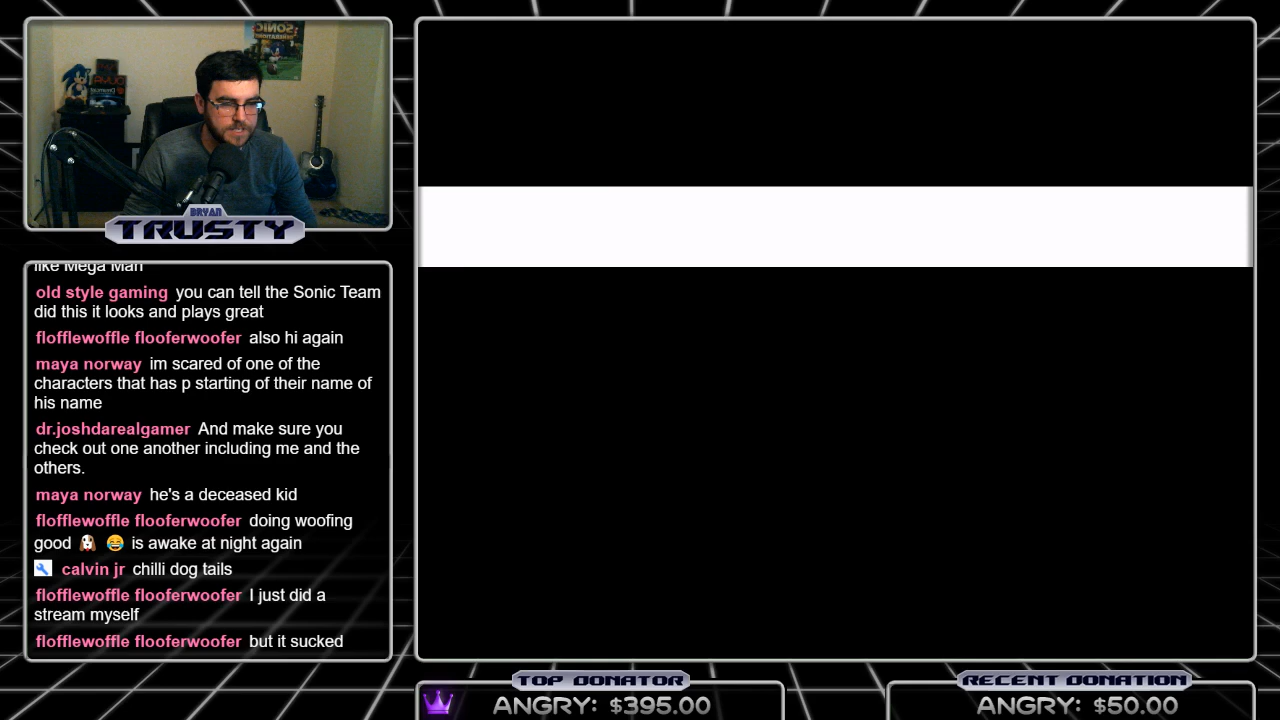 SONIC
GENERATIONS
BRYAN
TRUSTY
like Mega Man
old style gaming you can tell the Sonic Team
did this it looks and plays great
flofflewoffle flooferwoofer also hi again
maya norway im scared of one of the
characters that has p starting of their name of
his name
dr.joshdarealgamer And make sure you
check out one another including me and the
others.
maya norway he's a deceased kid
flofflewoffle flooferwoofer doing woofing
good 🐶 😂 is awake at night again
calvin jr chilli dog tails
flofflewoffle flooferwoofer I just did a
stream myself
flofflewoffle flooferwoofer but it sucked
TOP DONATOR
ANGRY: $395.00
RECENT DONATION
ANGRY: $50.00